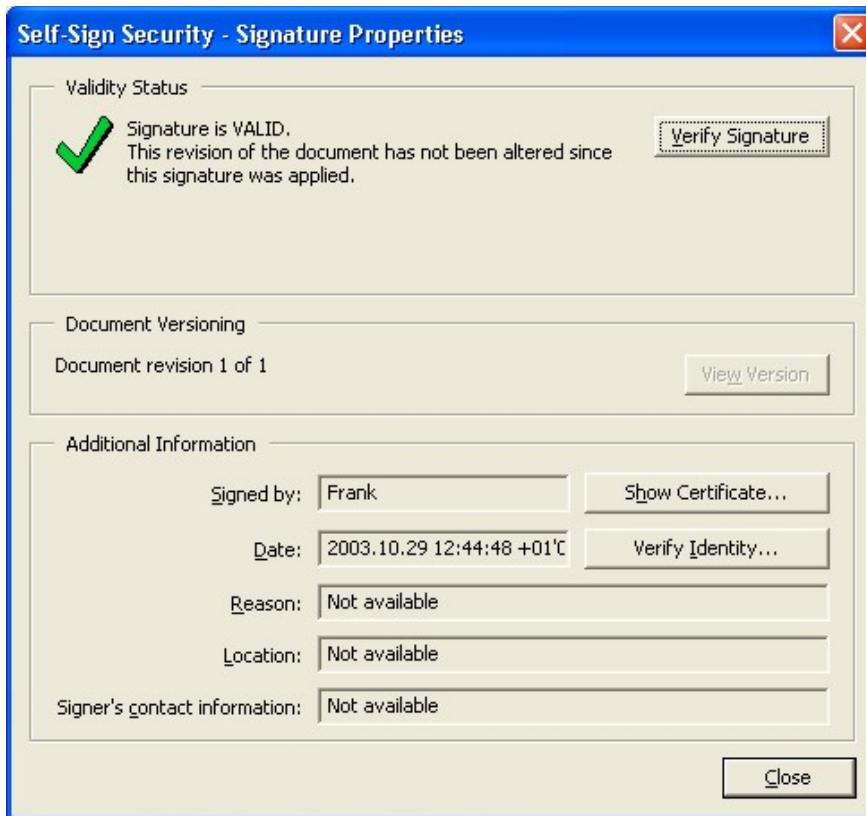 Self-Sign Security - Signature Properties
Validity Status
Signature is VALID.
This revision of the document has not been altered since
this signature was applied.
Verify Signature
Document Versioning
Document revision 1 of 1
View Version
Additional Information
Signed by: Frank
Show Certificate...
Date: 2003.10.29 12:44:48 +01'0
Verify Identity...
Reason: Not available
Location: Not available
Signer's contact information: Not available
Close